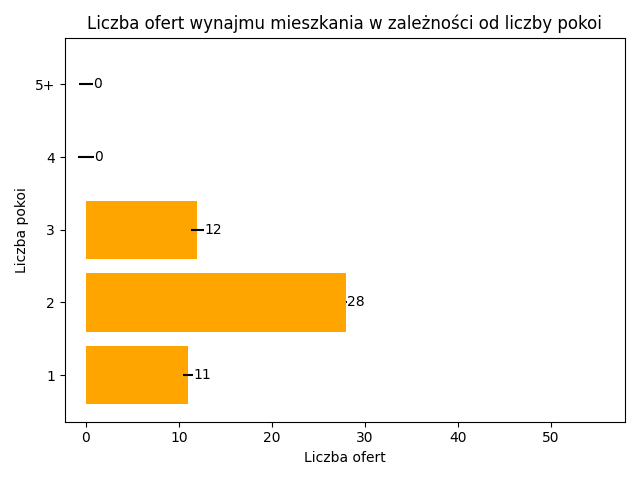 Liczba ofert wynajmu mieszkania w zależności od liczby pokoi
Liczba pokoi
5+ 0
4 0
3 12
2 28
1 11
0 10 20 30 40 50
Liczba ofert